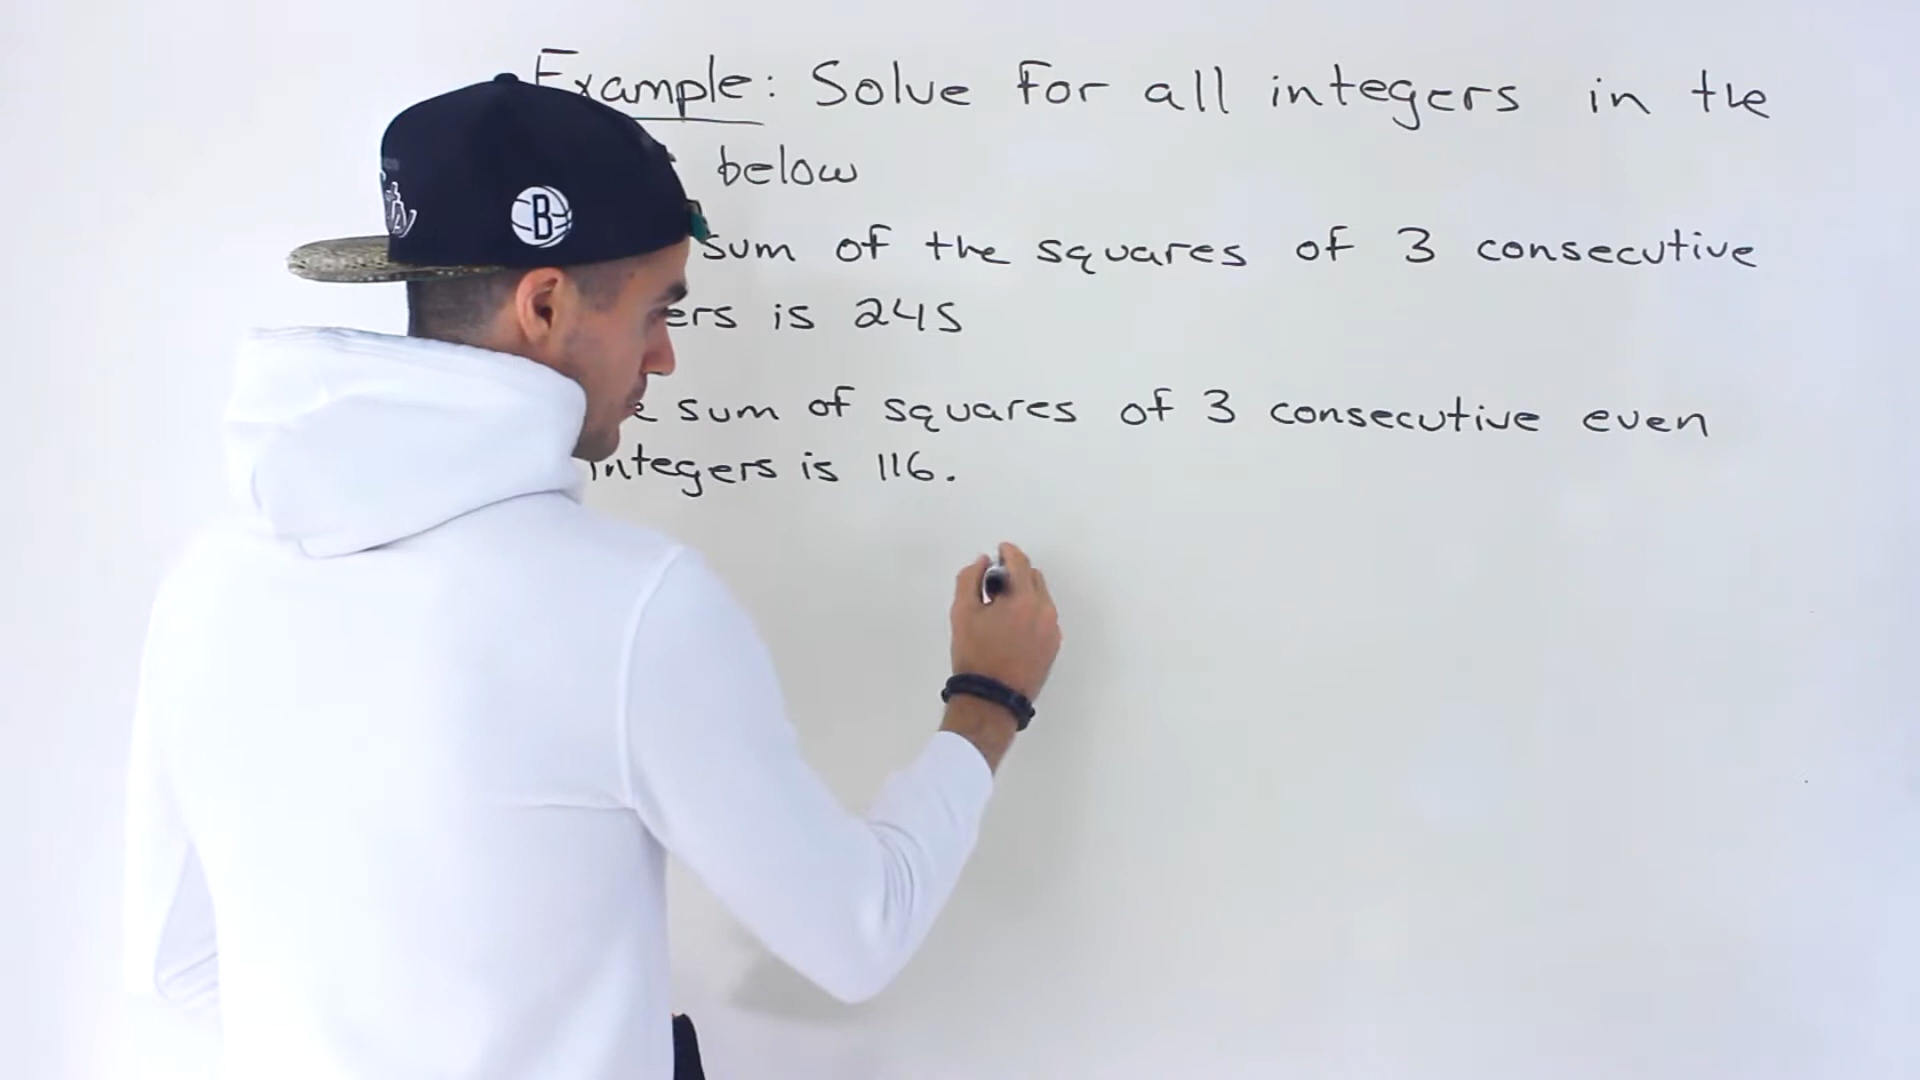 Example: Solve for all integers in the
below
sum of the squares of 3 consecutive
ers is 245
sum of squares of 3 consecutive even
integers is 116.
B